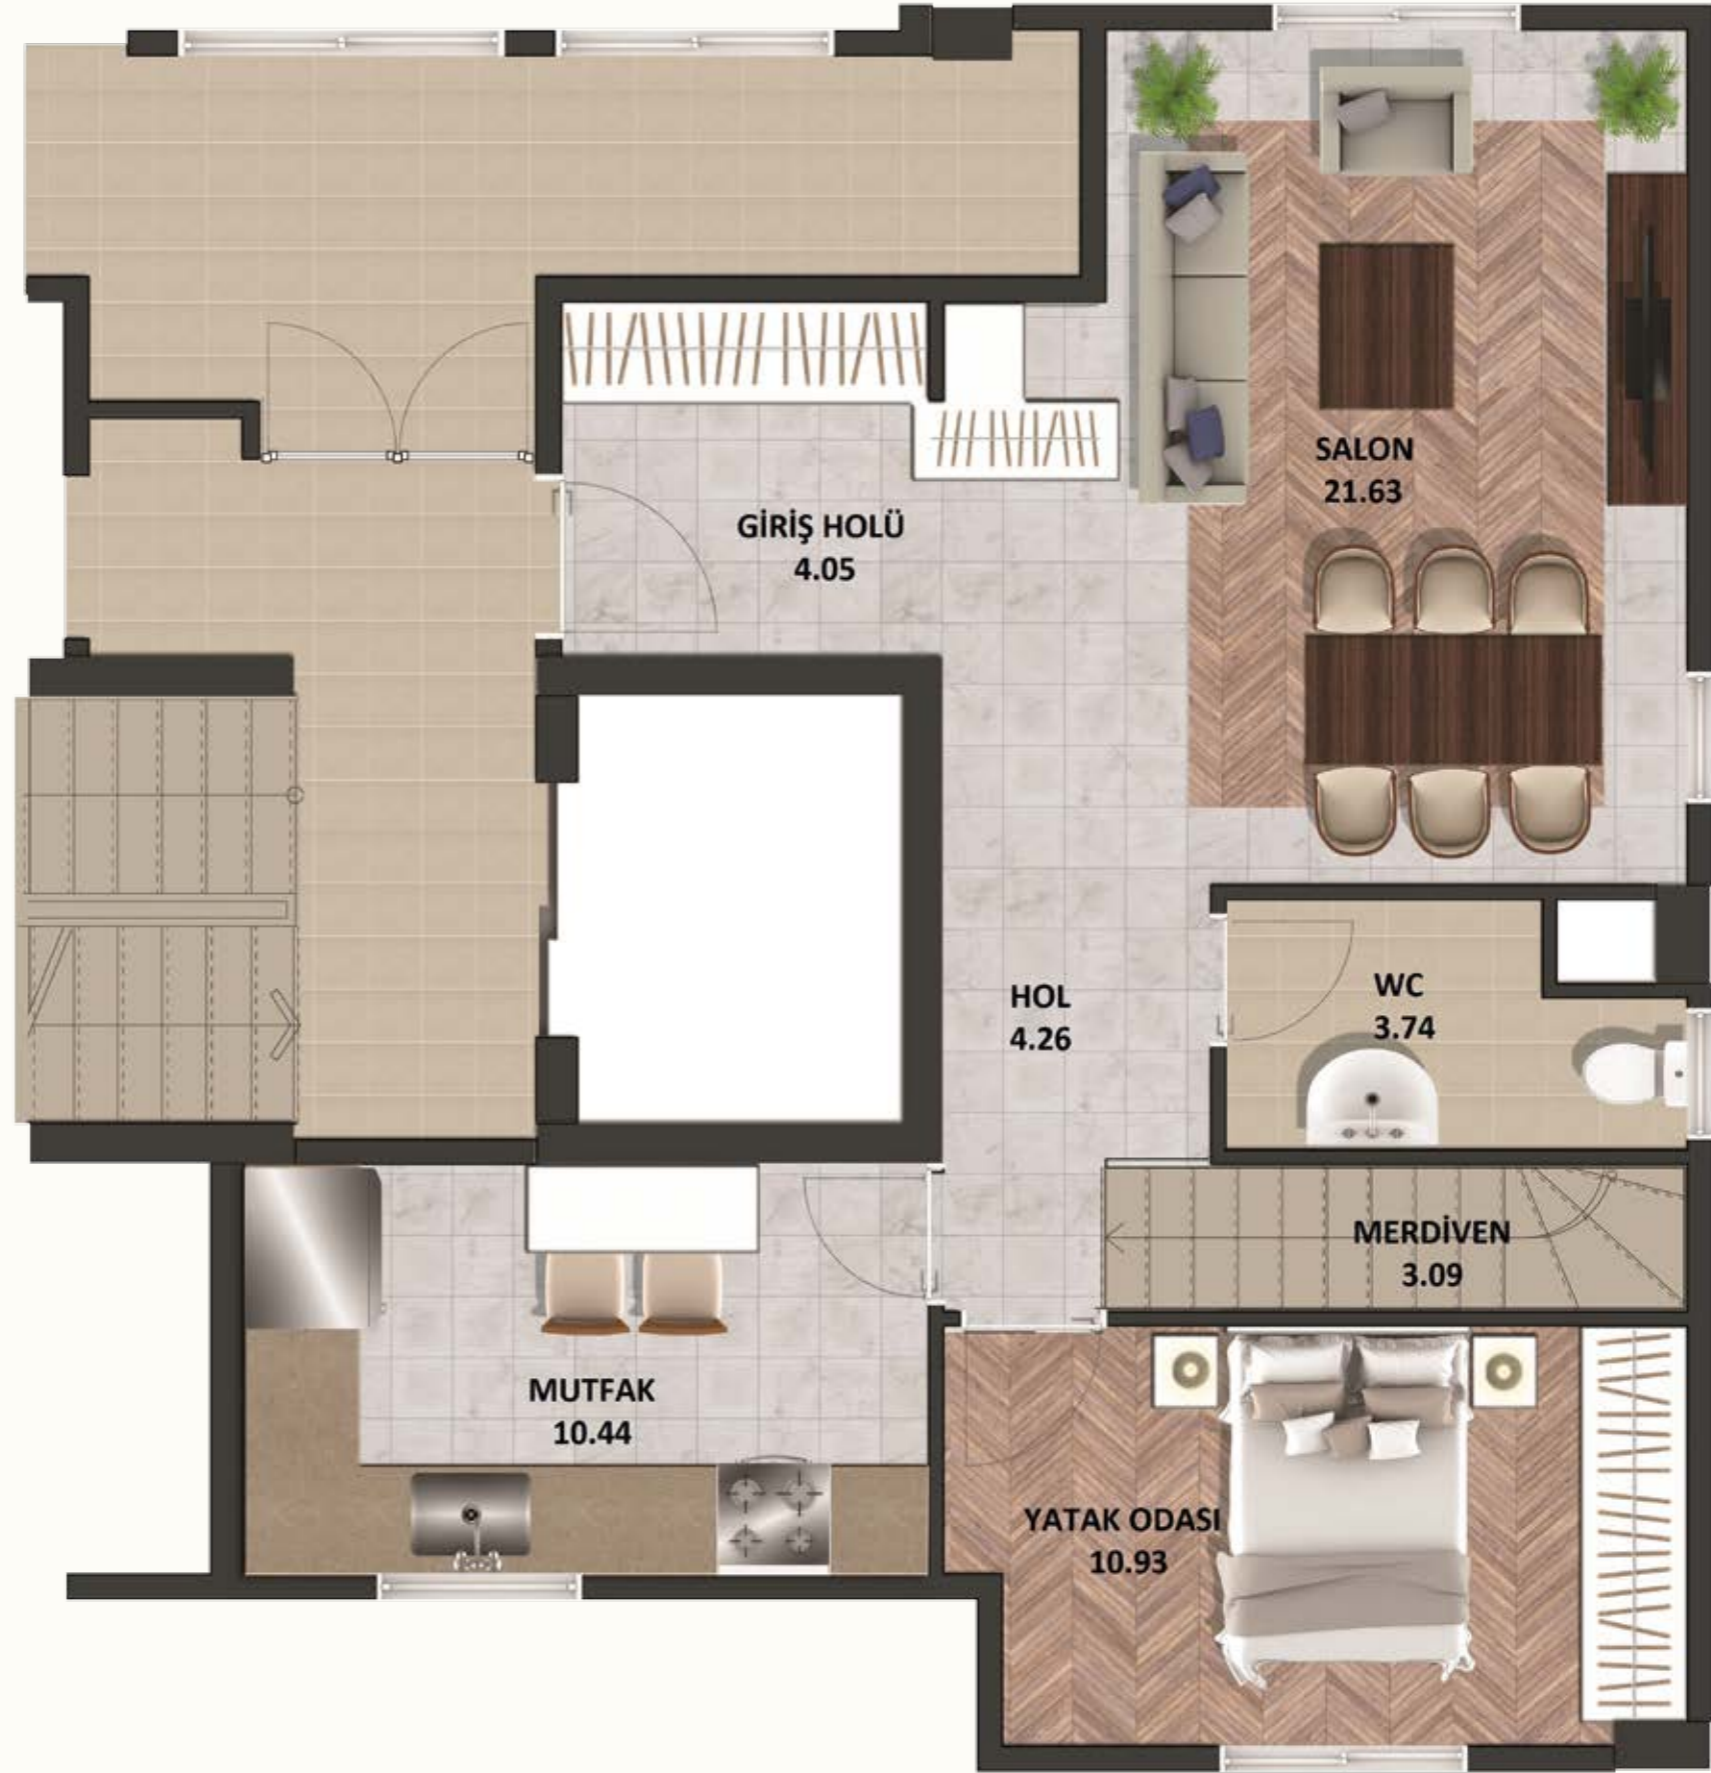 SALON
21.63
GİRİŞ HOLÜ
4.05
HOL
4.26
WC
3.74
MERDİVEN
3.09
MUTFAK
10.44
YATAK ODASI
10.93